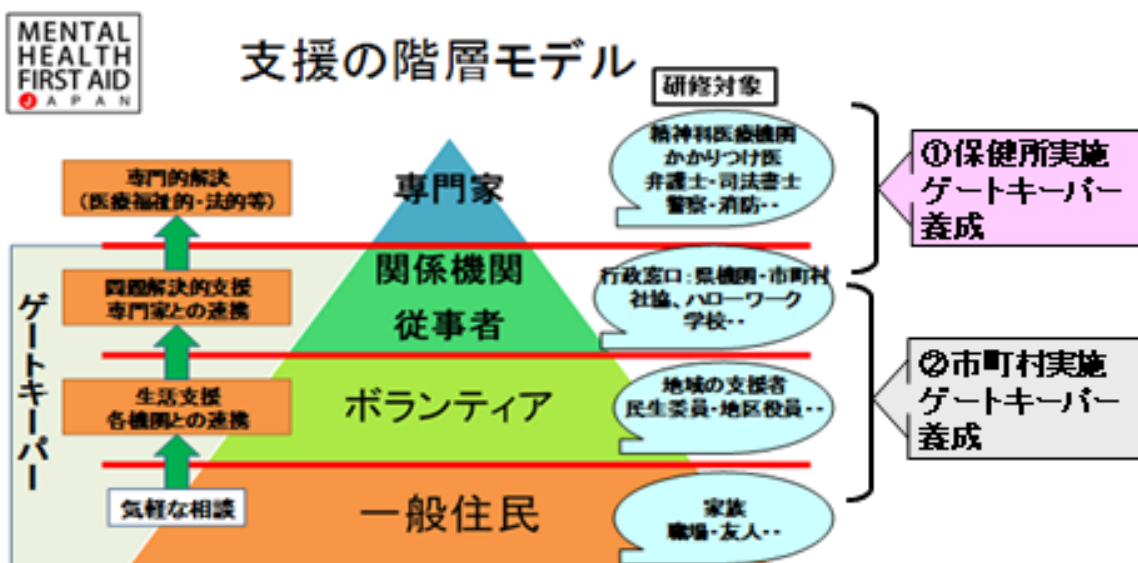 MENTAL
HEALTH
FIRST AID
JAPAN
支援の階層モデル
研修対象
精神科医療機関
かかりつけ医
弁護士・司法書士
警察・消防・・
①保健所実施
ゲートキーパー
養成
専門的解決
（医療福祉的・法的等）
専門家
ゲートキーパー
問題解決的支援
専門家との連携
関係機関
従事者
行政窓口：県機関・市町村
社協、ハローワーク
学校・・
②市町村実施
ゲートキーパー
養成
生活支援
各機関との連携
ボランティア
地域の支援者
民生委員・地区役員・・
気軽な相談
一般住民
家族
職場・友人・・